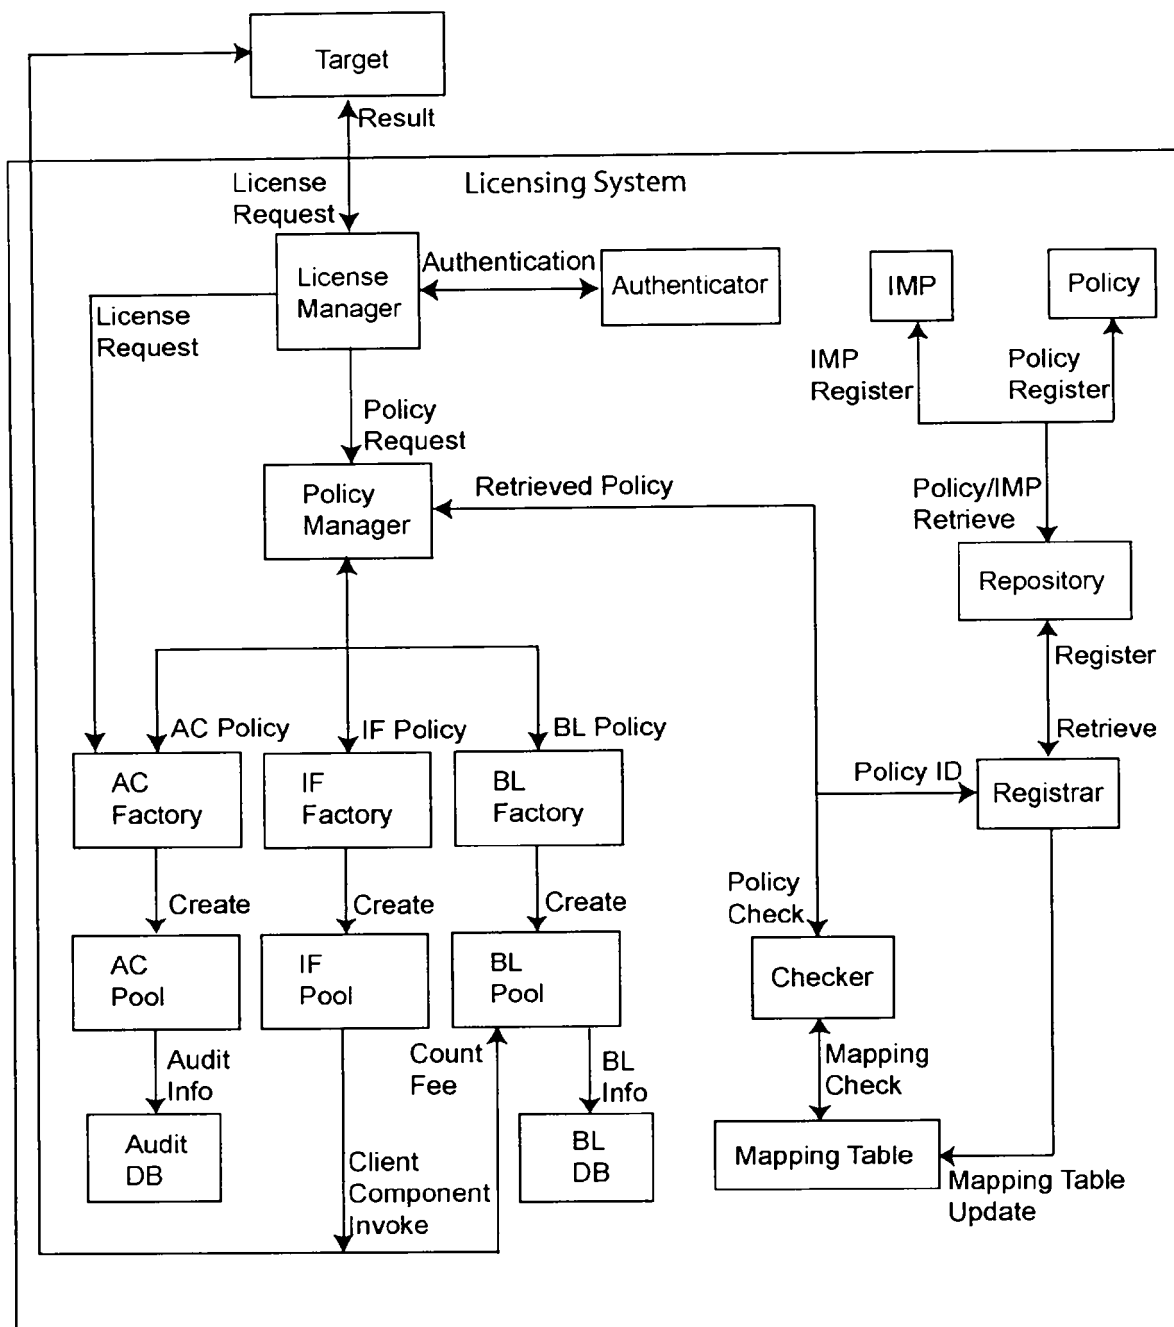 Target
Result
Licensing System
License
Request
License
Manager
Authentication
Authenticator
IMP
Policy
License
Request
IMP
Register
Policy
Register
Policy
Request
Policy
Manager
Retrieved Policy
Policy/IMP
Retrieve
Repository
Register
Retrieve
AC Policy
IF Policy
BL Policy
AC
Factory
IF
Factory
BL
Factory
Policy ID
Registrar
Create
Create
Create
Policy
Check
AC
Pool
IF
Pool
BL
Pool
Checker
Audit
Info
Count
Fee
BL
Info
Mapping
Check
Audit
DB
Client
Component
Invoke
BL
DB
Mapping Table
Mapping Table
Update